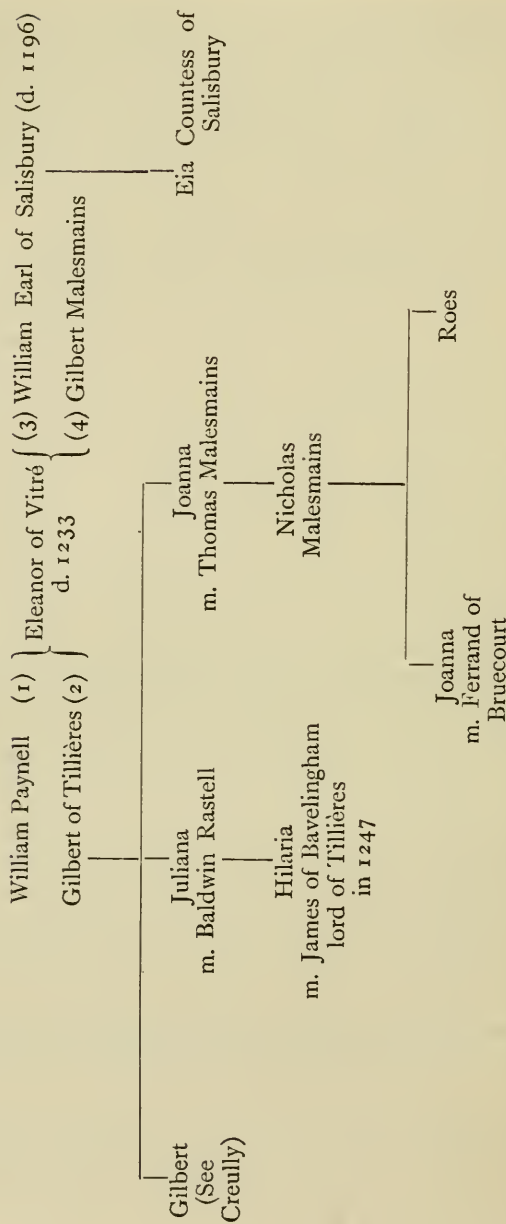 William Paynell (1) } Eleanor of Vitré { (3) William Earl of Salisbury (d. 1196)
Gilbert of Tillières (2) } d. 1233 { (4) Gilbert Malesmains
Gilbert
(See
Creully)
Juliana
m. Baldwin Rastell
Joanna
m. Thomas Malesmains
Eia Countess of
Salisbury
Hilaria
m. James of Bavelingham
lord of Tillières
in 1247
Nicholas
Malesmains
Joanna
m. Ferrand of
Bruecourt
Roes